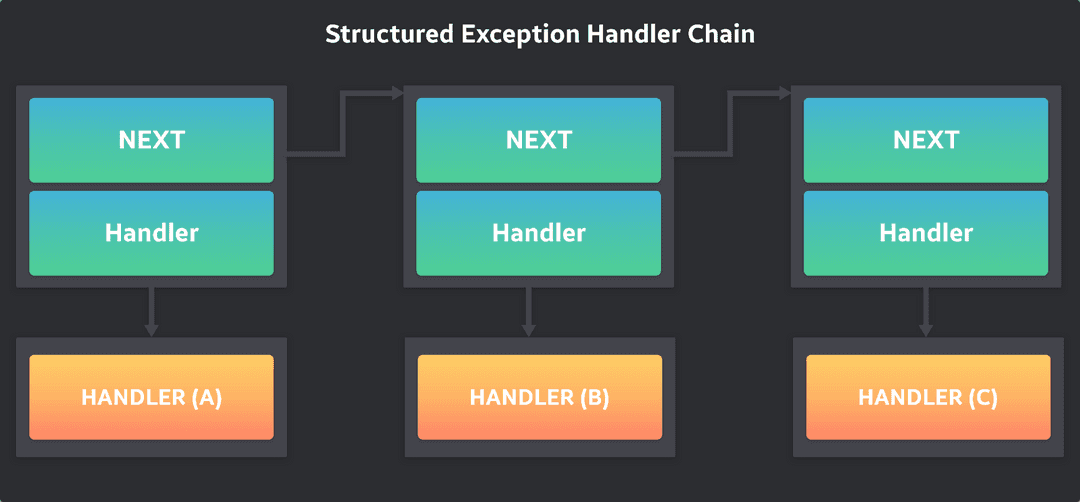 Structured Exception Handler Chain
NEXT
NEXT
NEXT
Handler
Handler
Handler
HANDLER (A)
HANDLER (B)
HANDLER (C)